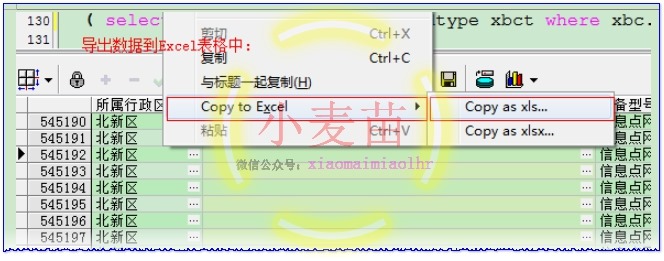 130 ( selec type xbct where xbc.
131
导出数据到Excel表格中:
剪切 Ctrl+X
复制 Ctrl+C
与标题一起复制(H)
Copy to Excel
粘贴 Ctrl+V
Copy as xls...
Copy as xlsx...
小麦苗
微信公众号: xiaomaimiaolhr
所属行政区 备型号
545190 北新区 ... ... 信息点网
545191 北新区 ... ... 信息点网
545192 北新区 ... ... 信息点网
545193 北新区 ... ... 信息点网
545194 北新区 ... ... 信息点网
545195 北新区 ... ... 信息点网
545196 北新区 ... ... 信息点网
545197 北新区 ... ... 信息点网